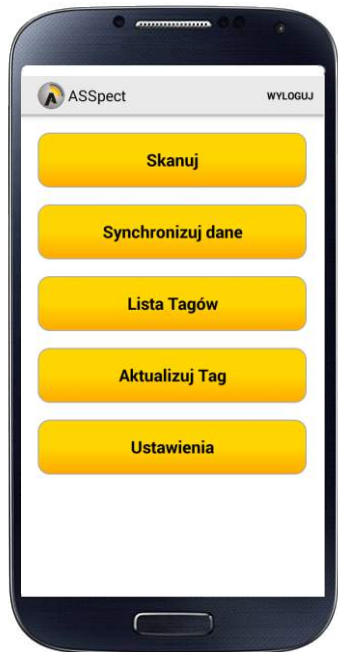 ASSpect
WYLOGUJ
Skanuj
Synchronizuj dane
Lista Tagów
Aktualizuj Tag
Ustawienia